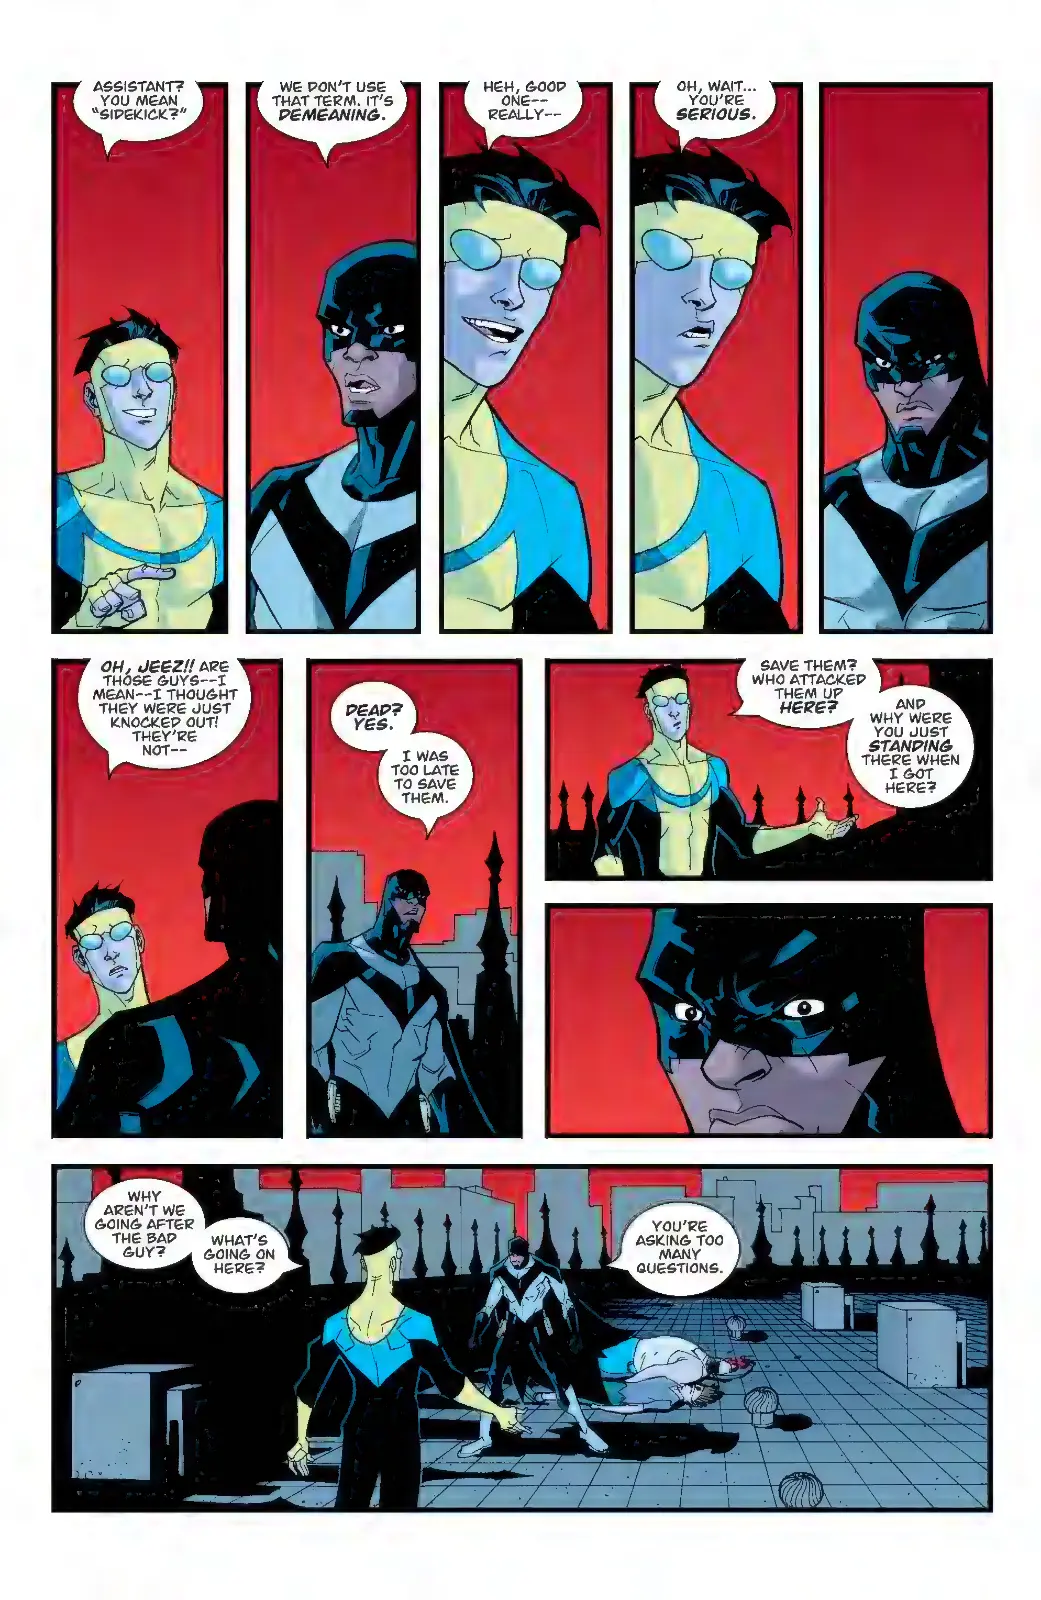 ASSISTANT?
YOU MEAN
"SIDEKICK?"
WE DON'T USE
THAT TERM. IT'S
DEMEANING.
HEH, GOOD
ONE--
REALLY--
OH, WAIT...
YOU'RE
SERIOUS.
OH, JEEZ!! ARE
THOSE GUYS--I
MEAN--I THOUGHT
THEY WERE JUST
KNOCKED OUT!
THEY'RE
NOT--
DEAD?
YES.
I WAS
TOO LATE
TO SAVE
THEM.
SAVE THEM?
WHO ATTACKED
THEM UP
HERE?
AND
WHY WERE
YOU JUST
STANDING
THERE WHEN
I GOT
HERE?
WHY
AREN'T WE
GOING AFTER
THE BAD
GUY?
WHAT'S
GOING ON
HERE?
YOU'RE
ASKING TOO
MANY
QUESTIONS.